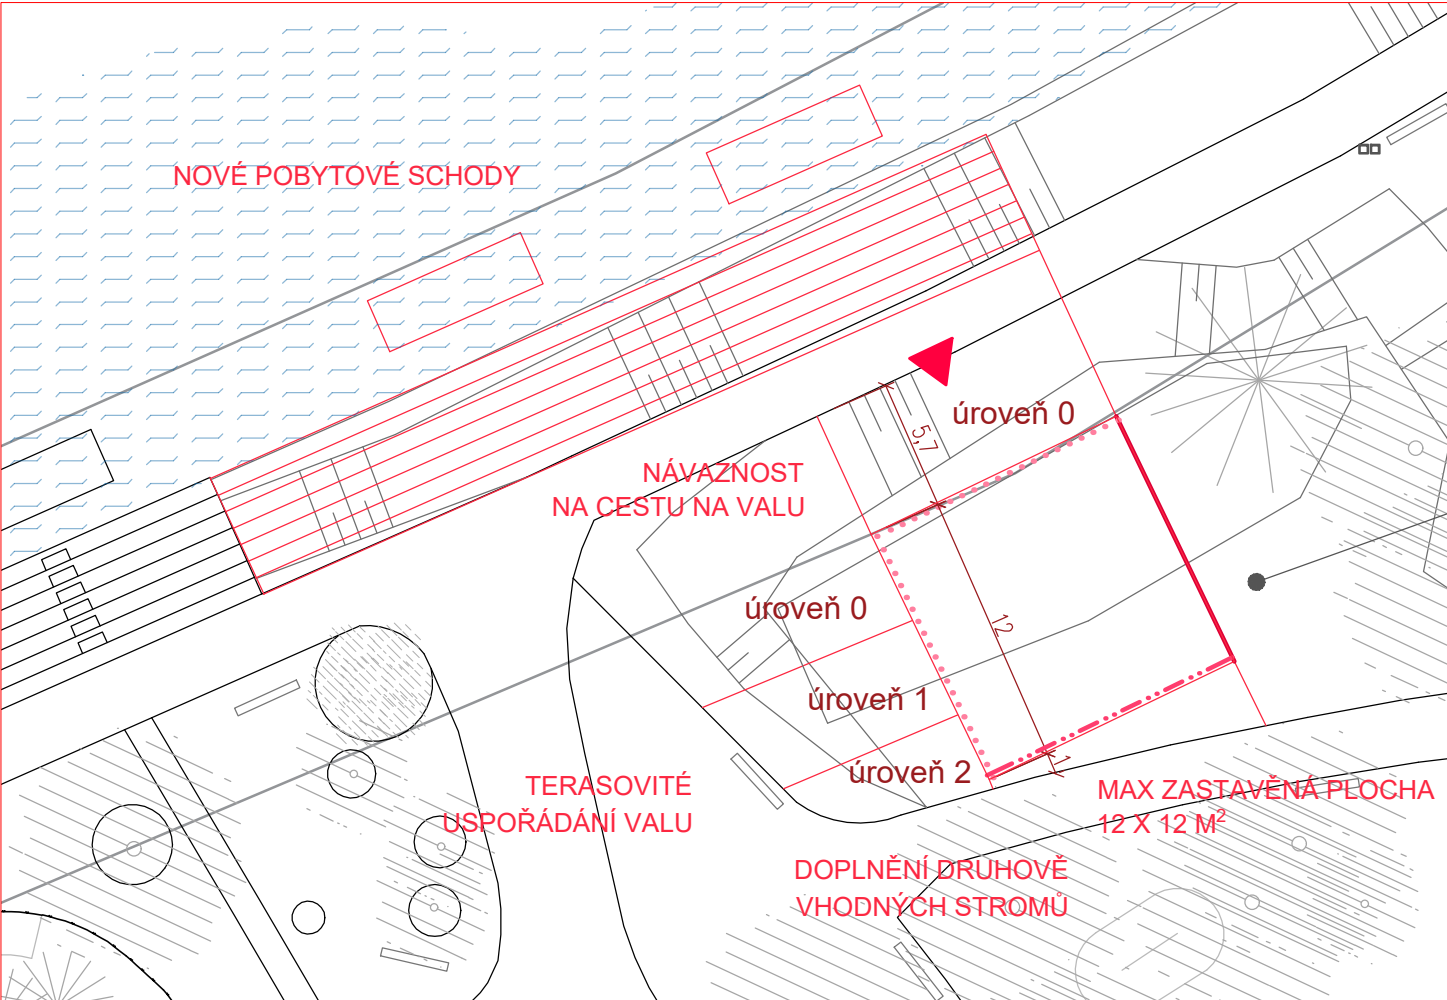 NOVÉ POBYTOVÉ SCHODY
úroveň 0
5,7
NÁVAZNOST
NA CESTU NA VALU
úroveň 0
12
úroveň 1
úroveň 2
1
TERASOVITÉ
USPOŘÁDÁNÍ VALU
MAX ZASTAVĚNÁ PLOCHA
12 X 12 M²
DOPLNĚNÍ DRUHOVĚ
VHODNÝCH STROMŮ